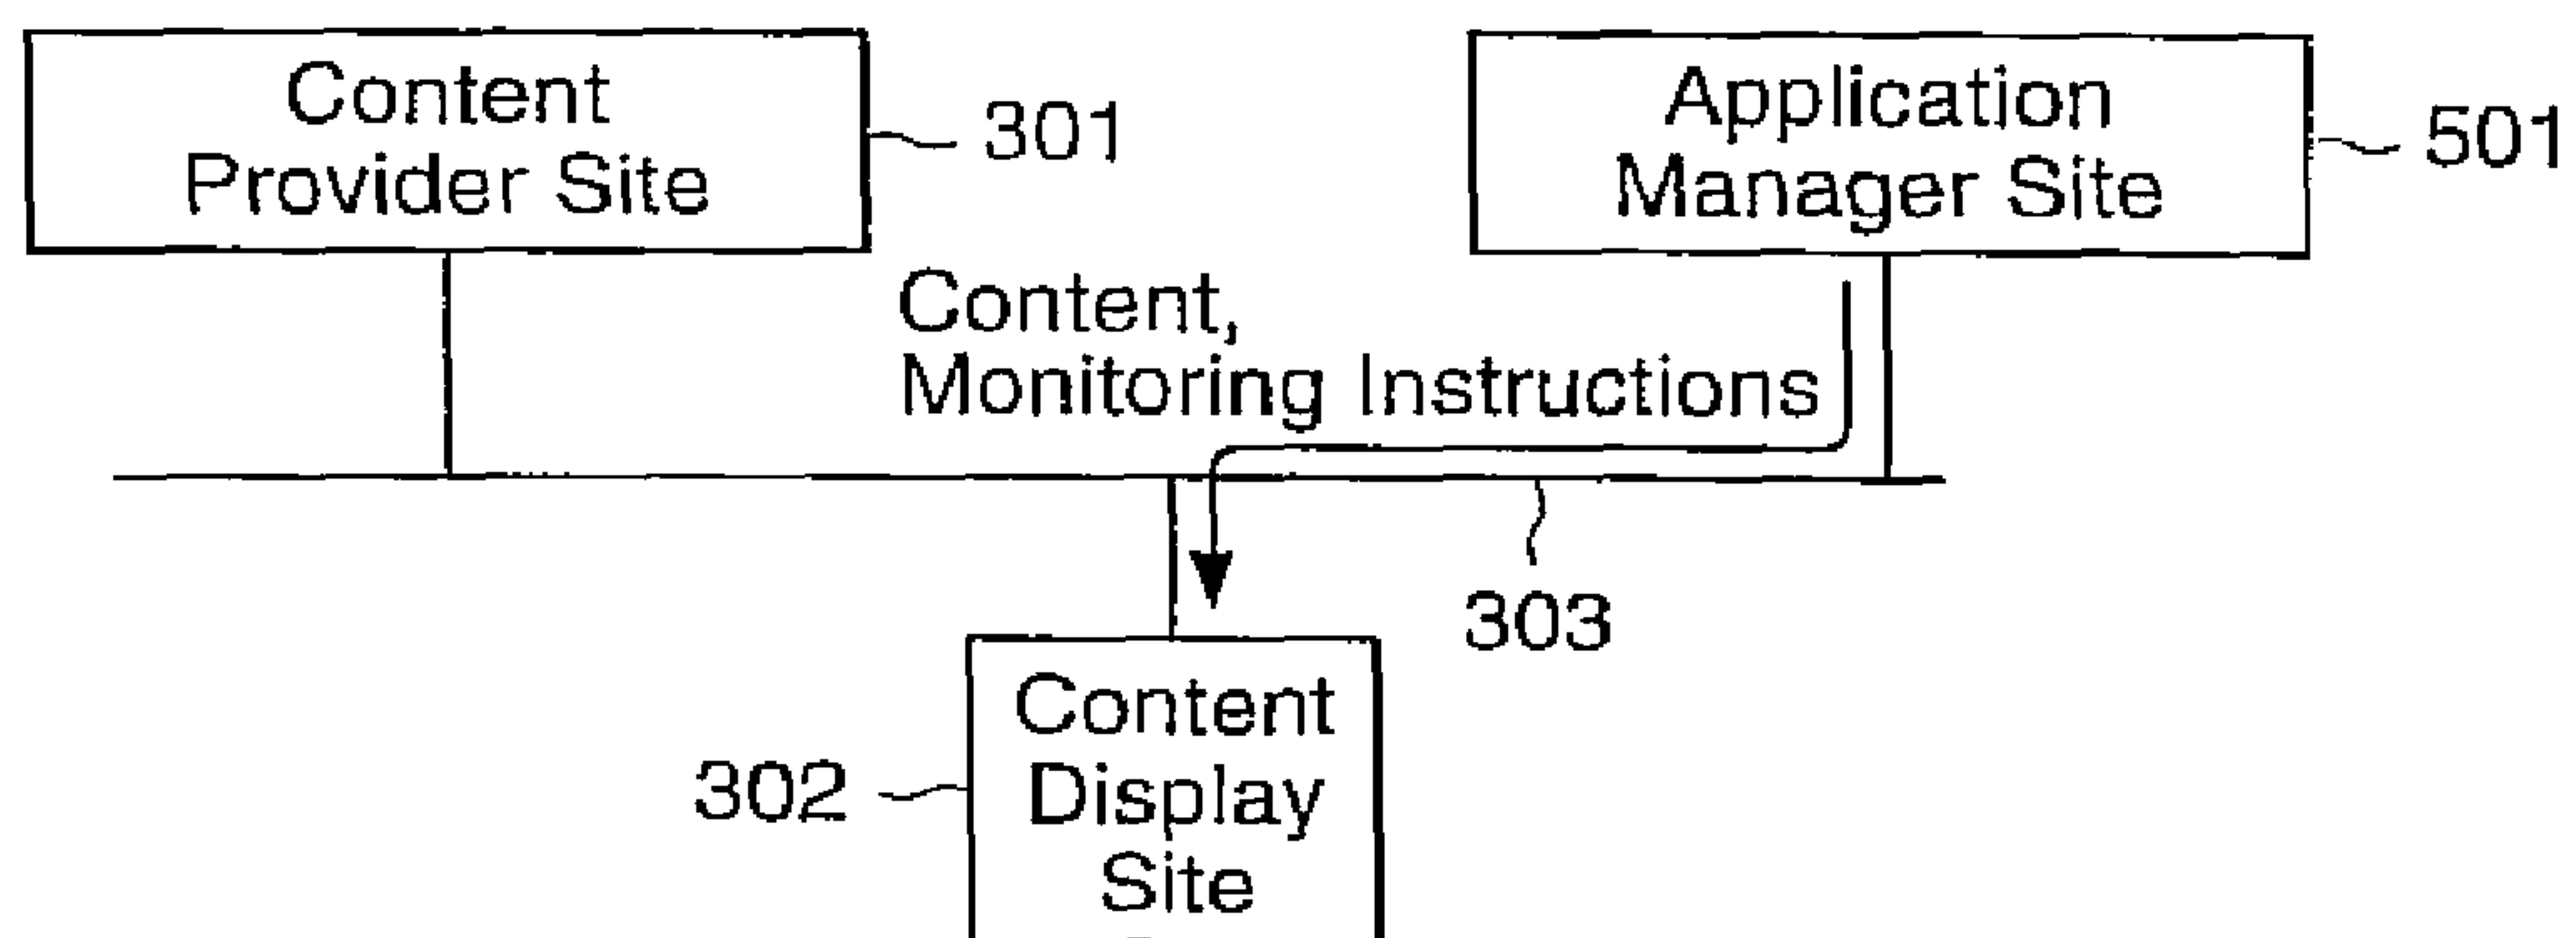 Content
Provider Site
301
Application
Manager Site
501
Content,
Monitoring Instructions
303
302
Content
Display
Site